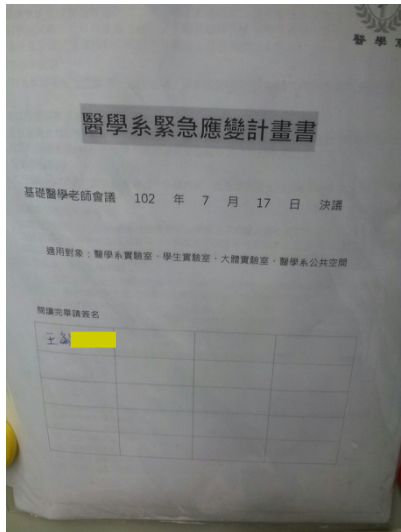 醫學
醫學系緊急應變計畫書
基礎醫學老師會議 102 年 7 月 17 日 決議
適用對象：醫學系實驗室、學生實驗室、大體實驗室、醫學系公共空間
閱讀完畢請簽名
王